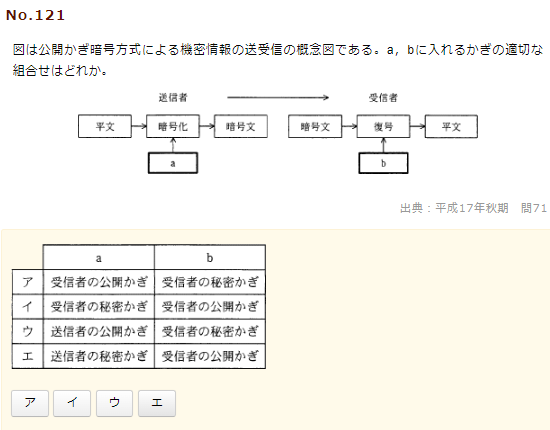 No.121
図は公開かぎ暗号方式による機密情報の送受信の概念図である。a，bに入れるかぎの適切な
組合せはどれか。
送信者 受信者
平文 暗号化 暗号文 暗号文 復号 平文
a b
出典：平成17年秋期 問71
a b
ア 受信者の公開かぎ 受信者の秘密かぎ
イ 受信者の秘密かぎ 受信者の公開かぎ
ウ 送信者の公開かぎ 受信者の秘密かぎ
エ 送信者の秘密かぎ 受信者の公開かぎ
ア イ ウ エ